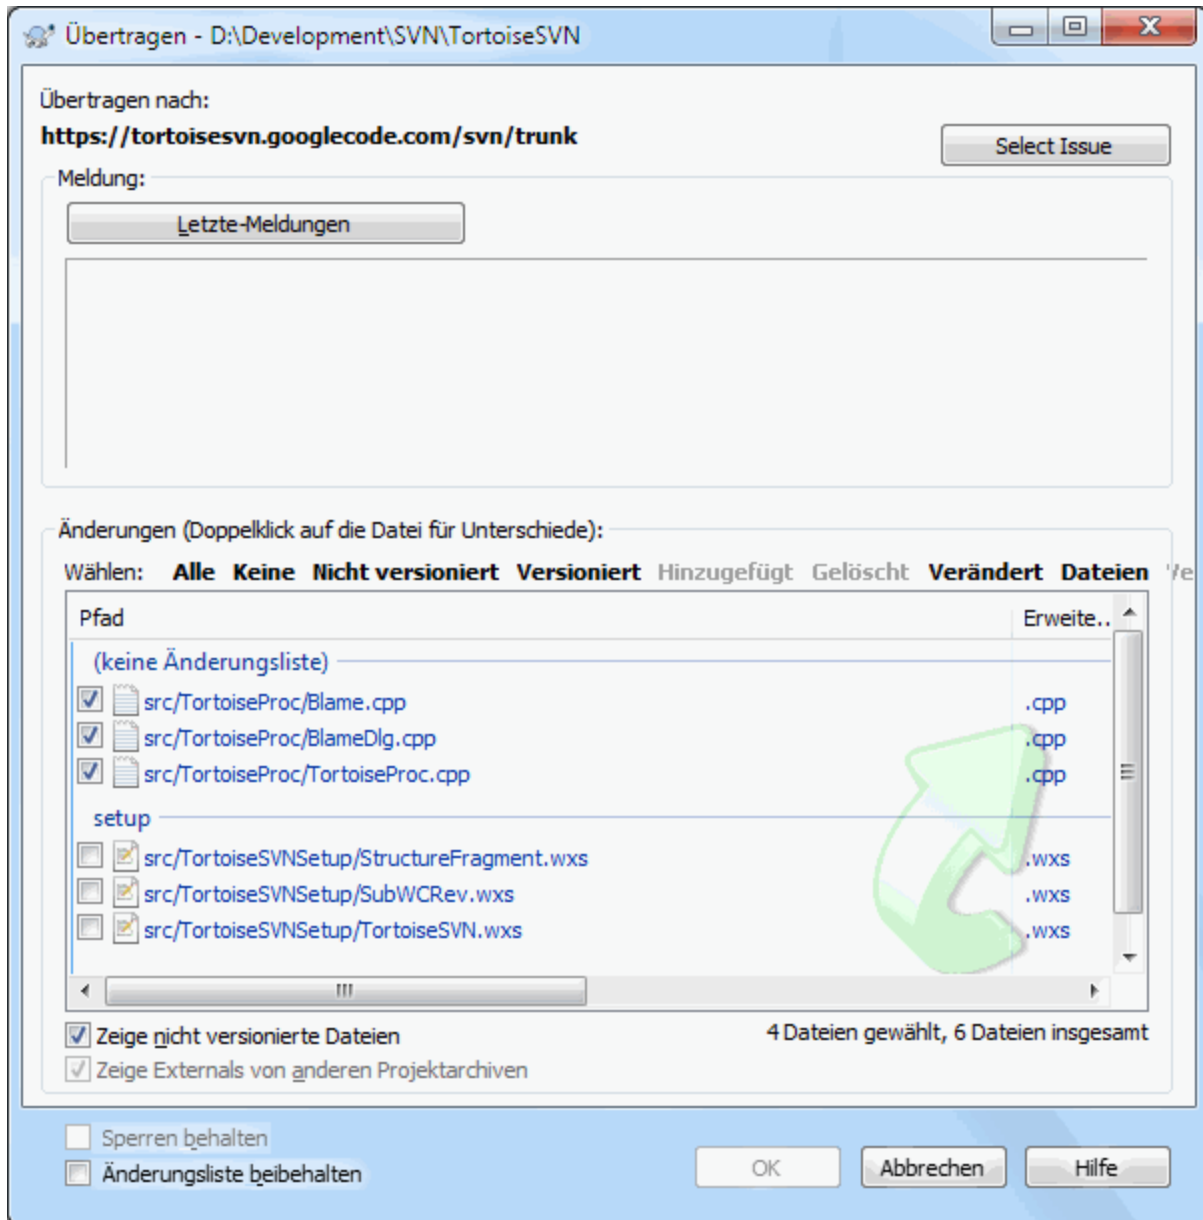 Übertragen - D:\Development\SVN\TortoiseSVN
Übertragen nach:
https://tortoisesvn.googlecode.com/svn/trunk
Select Issue
Meldung:
Letzte-Meldungen
Änderungen (Doppelklick auf die Datei für Unterschiede):
Wählen: Alle Keine Nicht versioniert Versioniert Hinzugefügt Gelöscht Verändert Dateien
Pfad Erweite..
(keine Änderungsliste)
src/TortoiseProc/Blame.cpp .cpp
src/TortoiseProc/BlameDlg.cpp .cpp
src/TortoiseProc/TortoiseProc.cpp .cpp
setup
src/TortoiseSVNSetup/StructureFragment.wxs .wxs
src/TortoiseSVNSetup/SubWCRev.wxs .wxs
src/TortoiseSVNSetup/TortoiseSVN.wxs .wxs
Zeige nicht versionierte Dateien 4 Dateien gewählt, 6 Dateien insgesamt
Zeige Externals von anderen Projektarchiven
Sperren behalten
Änderungsliste beibehalten
OK Abbrechen Hilfe